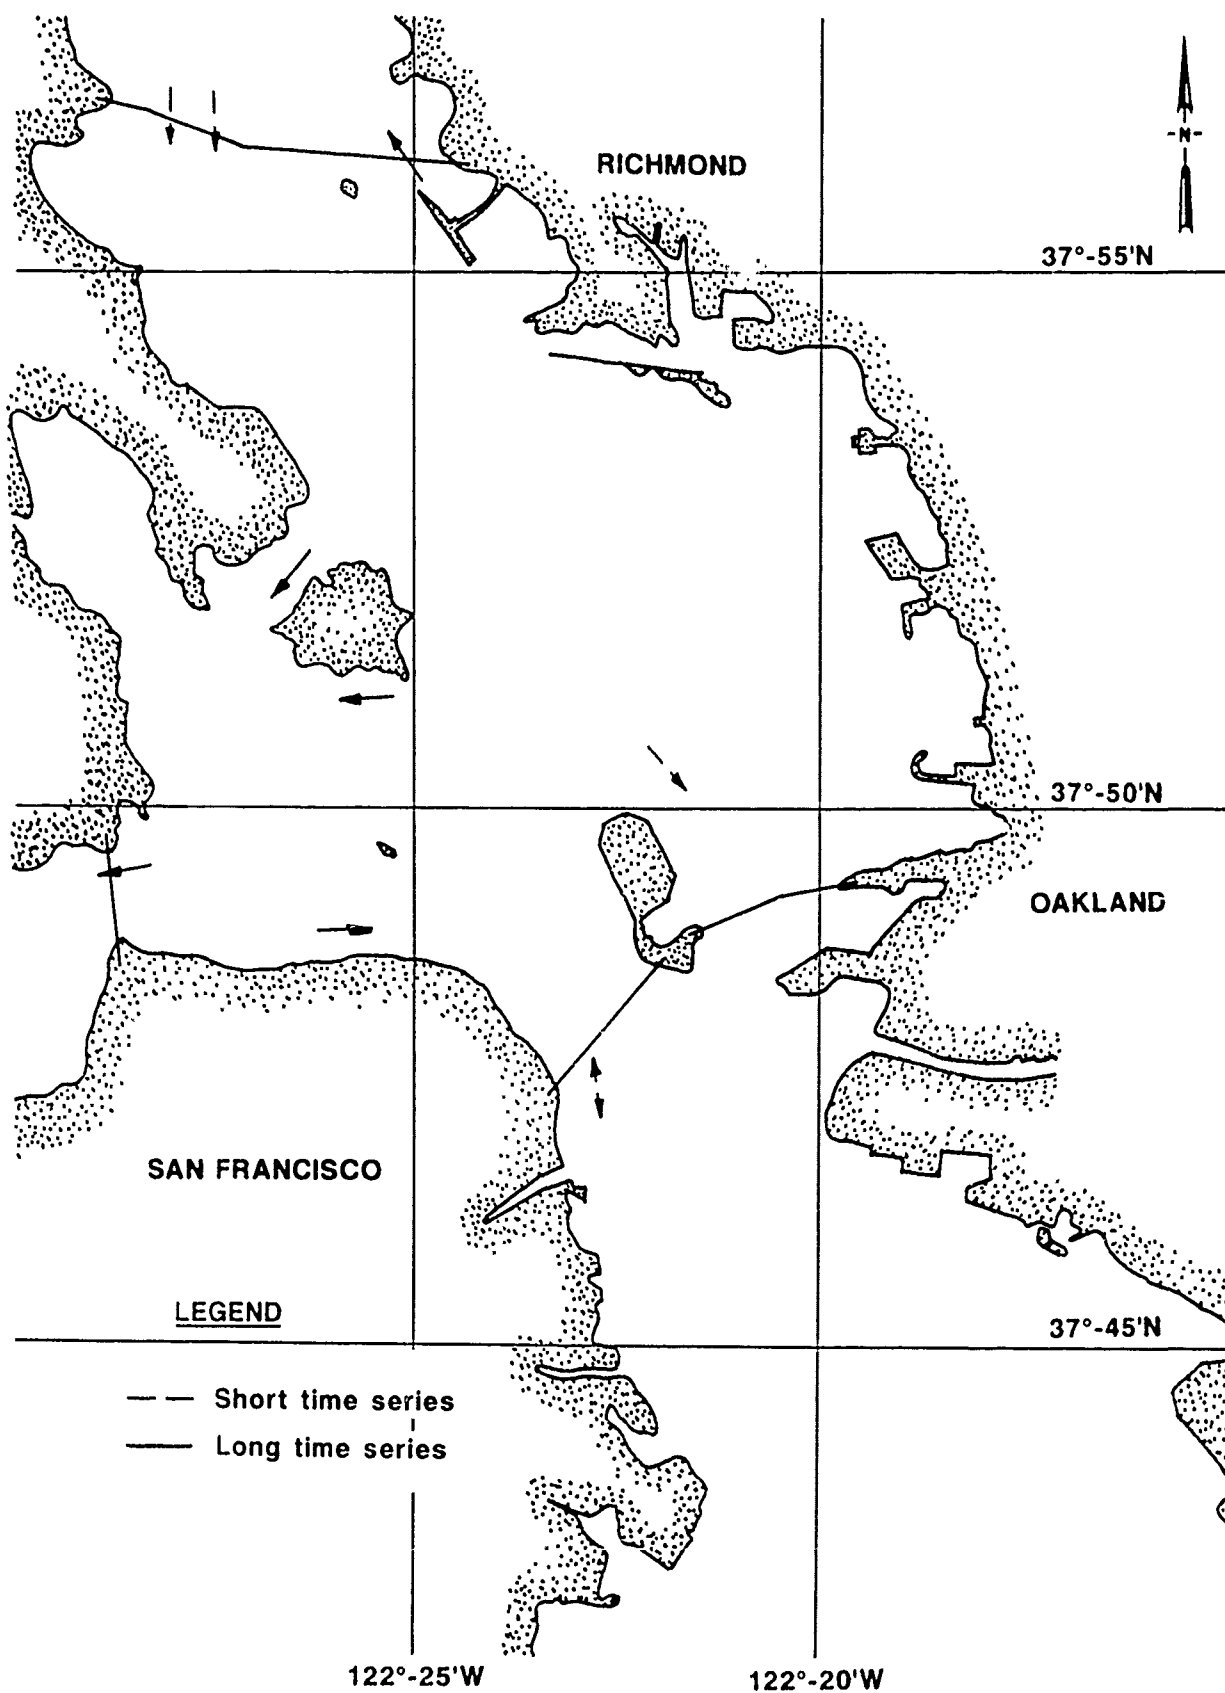 RICHMOND
-N-
37°-55'N
37°-50'N
OAKLAND
SAN FRANCISCO
LEGEND
37°-45'N
Short time series
Long time series
122°-25'W
122°-20'W